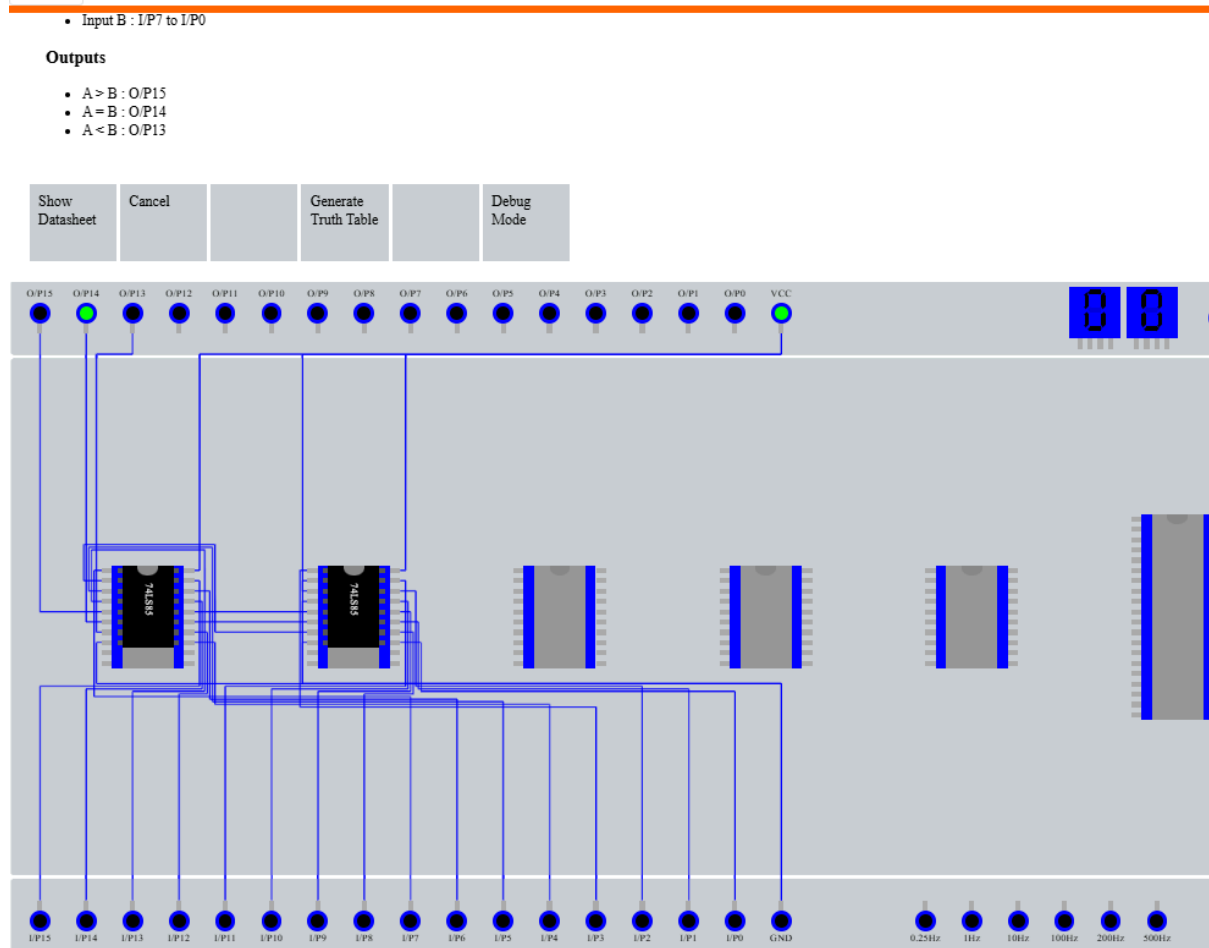 Input B : I/P7 to I/P0
Outputs
A > B : O/P15
A = B : O/P14
A < B : O/P13
Show Cancel Generate Debug
Datasheet Truth Table Mode
O/P15 O/P14 O/P13 O/P12 O/P11 O/P10 O/P9 O/P8 O/P7 O/P6 O/P5 O/P4 O/P3 O/P2 O/P1 O/P0 VCC
0 0
74LS85 74LS85
I/P15 I/P14 I/P13 I/P12 I/P11 I/P10 I/P9 I/P8 I/P7 I/P6 I/P5 I/P4 I/P3 I/P2 I/P1 I/P0 GND 0.25Hz 1Hz 10Hz 100Hz 200Hz 500Hz